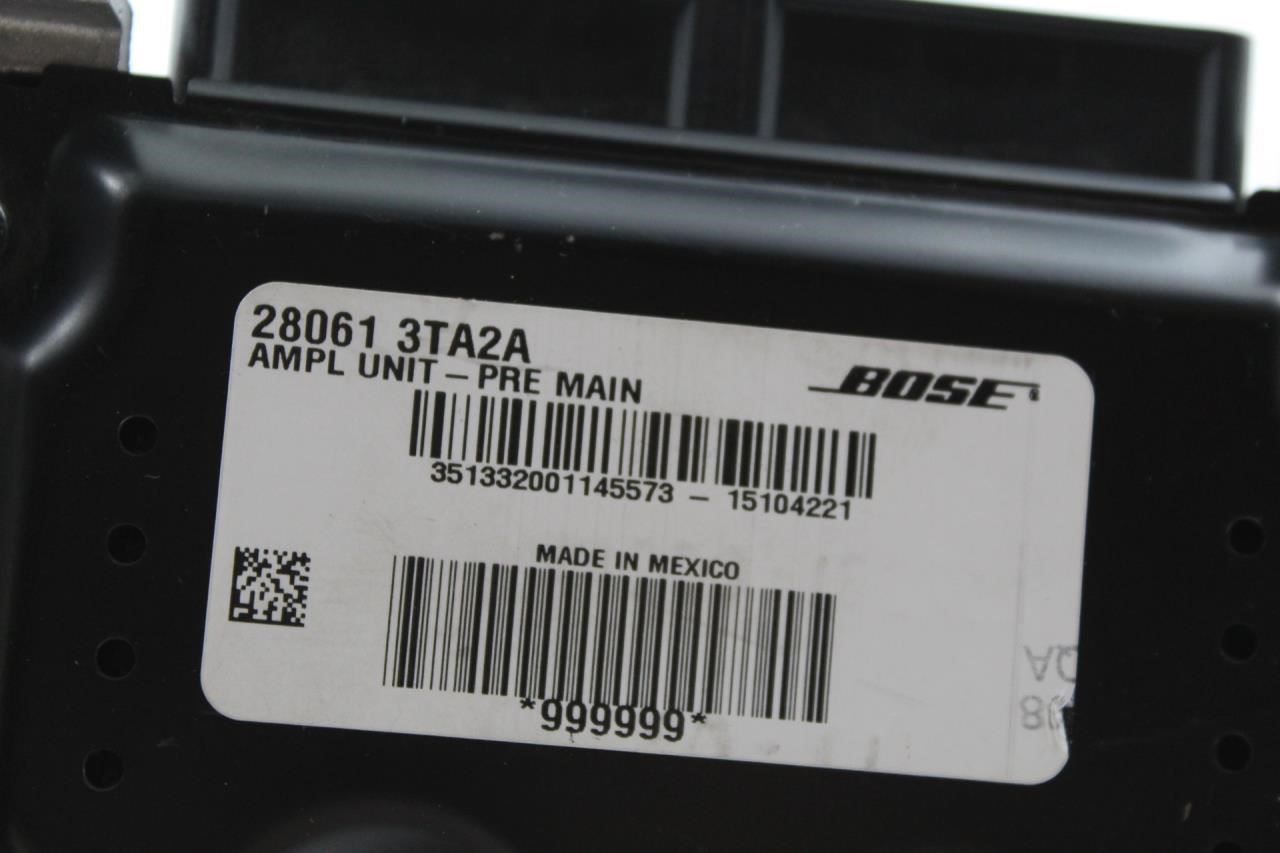 28061 3TA2A
AMPL UNIT – PRE MAIN
BOSE
351332001145573 – 15104221
MADE IN MEXICO
*999999*